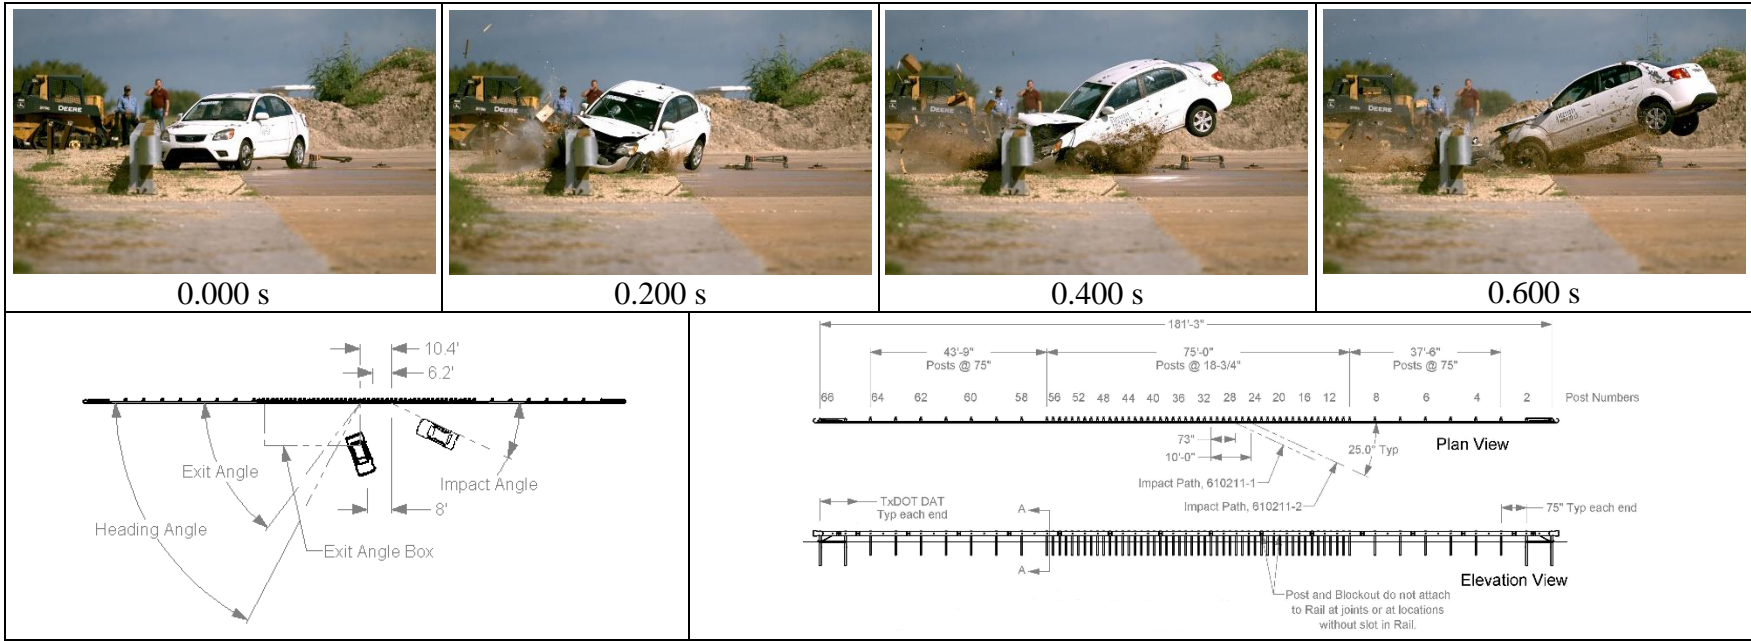 DEERE
DEERE
DEERE
0.000 s
0.200 s
0.400 s
0.600 s
10.4'
6.2'
Exit Angle
Impact Angle
8'
Heading Angle
Exit Angle Box
181'-3"
43'-9"
Posts @ 75"
75'-0"
Posts @ 18-3/4"
37'-6"
Posts @ 75"
66 64 62 60 58 56 52 48 44 40 36 32 28 24 20 16 12 8 6 4 2 Post Numbers
73"
10'-0"
25.0° Typ
Plan View
Impact Path, 610211-1
Impact Path, 610211-2
TxDOT DAT
Typ each end
A
75" Typ each end
A
Elevation View
Post and Blockout do not attach
to Rail at joints or at locations
without slot in Rail.